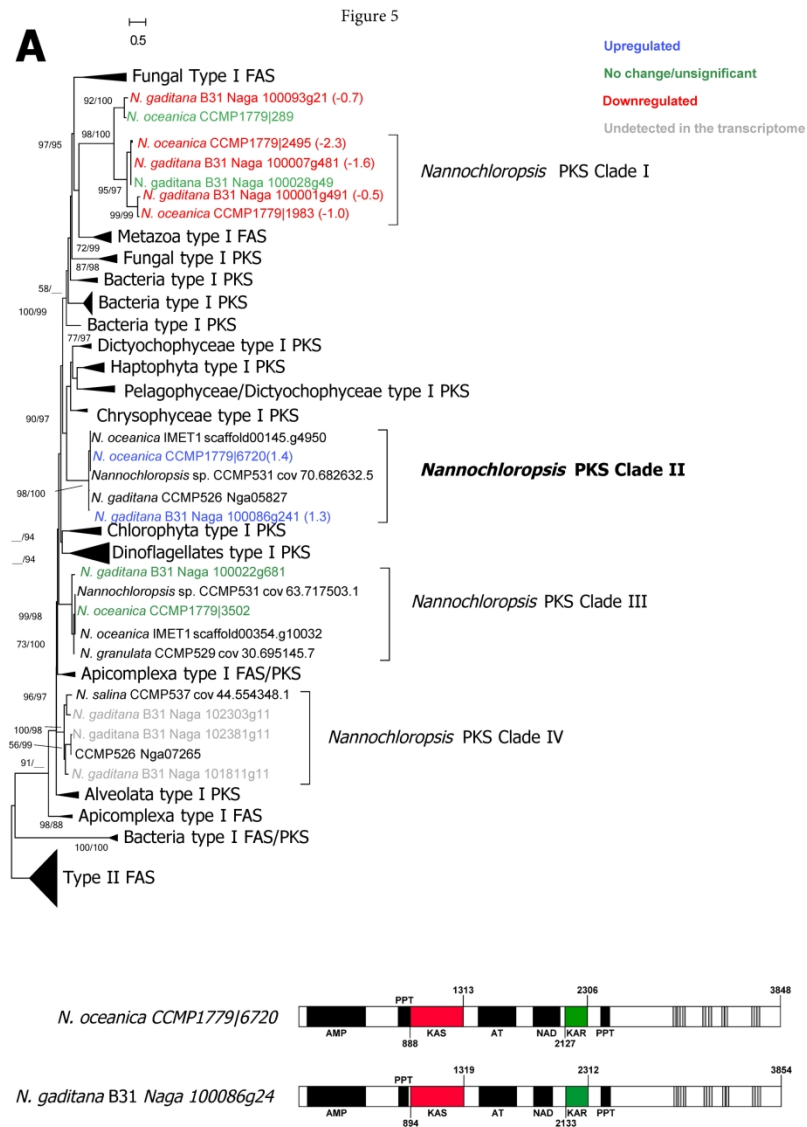 Figure 5
A
0.5
Upregulated
No change/unsignificant
Downregulated
Undetected in the transcriptome
Fungal Type I FAS
92/100
N. gaditana B31 Naga 100093g21 (-0.7)
N. oceanica CCMP1779|289
98/100
97/95
N. oceanica CCMP1779|2495 (-2.3)
N. gaditana B31 Naga 100007g481 (-1.6)
Nannochloropsis PKS Clade I
N. gaditana B31 Naga 100028g49
95/97
N. gaditana B31 Naga 100001g491 (-0.5)
99/99
N. oceanica CCMP1779|1983 (-1.0)
Metazoa type I FAS
72/99
Fungal type I PKS
87/98
Bacteria type I PKS
58/__
Bacteria type I PKS
100/99
Bacteria type I PKS
77/97
Dictyochophyceae type I PKS
Haptophyta type I PKS
Pelagophyceae/Dictyochophyceae type I PKS
Chrysophyceae type I PKS
90/97
N. oceanica IMET1 scaffold00145.g4950
N. oceanica CCMP1779|6720(1.4)
Nannochloropsis sp. CCMP531 cov 70.682632.5
Nannochloropsis PKS Clade II
98/100
N. gaditana CCMP526 Nga05827
N. gaditana B31 Naga 100086g241 (1.3)
Chlorophyta type I PKS
__/94
Dinoflagellates type I PKS
__/94
N. gaditana B31 Naga 100022g681
Nannochloropsis sp. CCMP531 cov 63.717503.1
Nannochloropsis PKS Clade III
N. oceanica CCMP1779|3502
99/98
N. oceanica IMET1 scaffold00354.g10032
73/100
N. granulata CCMP529 cov 30.695145.7
Apicomplexa type I FAS/PKS
96/97
N. salina CCMP537 cov 44.554348.1
N. gaditana B31 Naga 102303g11
100/98
N. gaditana B31 Naga 102381g11
Nannochloropsis PKS Clade IV
56/99
CCMP526 Nga07265
91/__
N. gaditana B31 Naga 101811g11
Alveolata type I PKS
Apicomplexa type I FAS
98/88
Bacteria type I FAS/PKS
100/100
Type II FAS
PPT 1313 2306 3848
N. oceanica CCMP1779|6720
AMP KAS AT NAD KAR PPT
888 2127
PPT 1319 2312 3854
N. gaditana B31 Naga 100086g24
AMP KAS AT NAD KAR PPT
894 2133